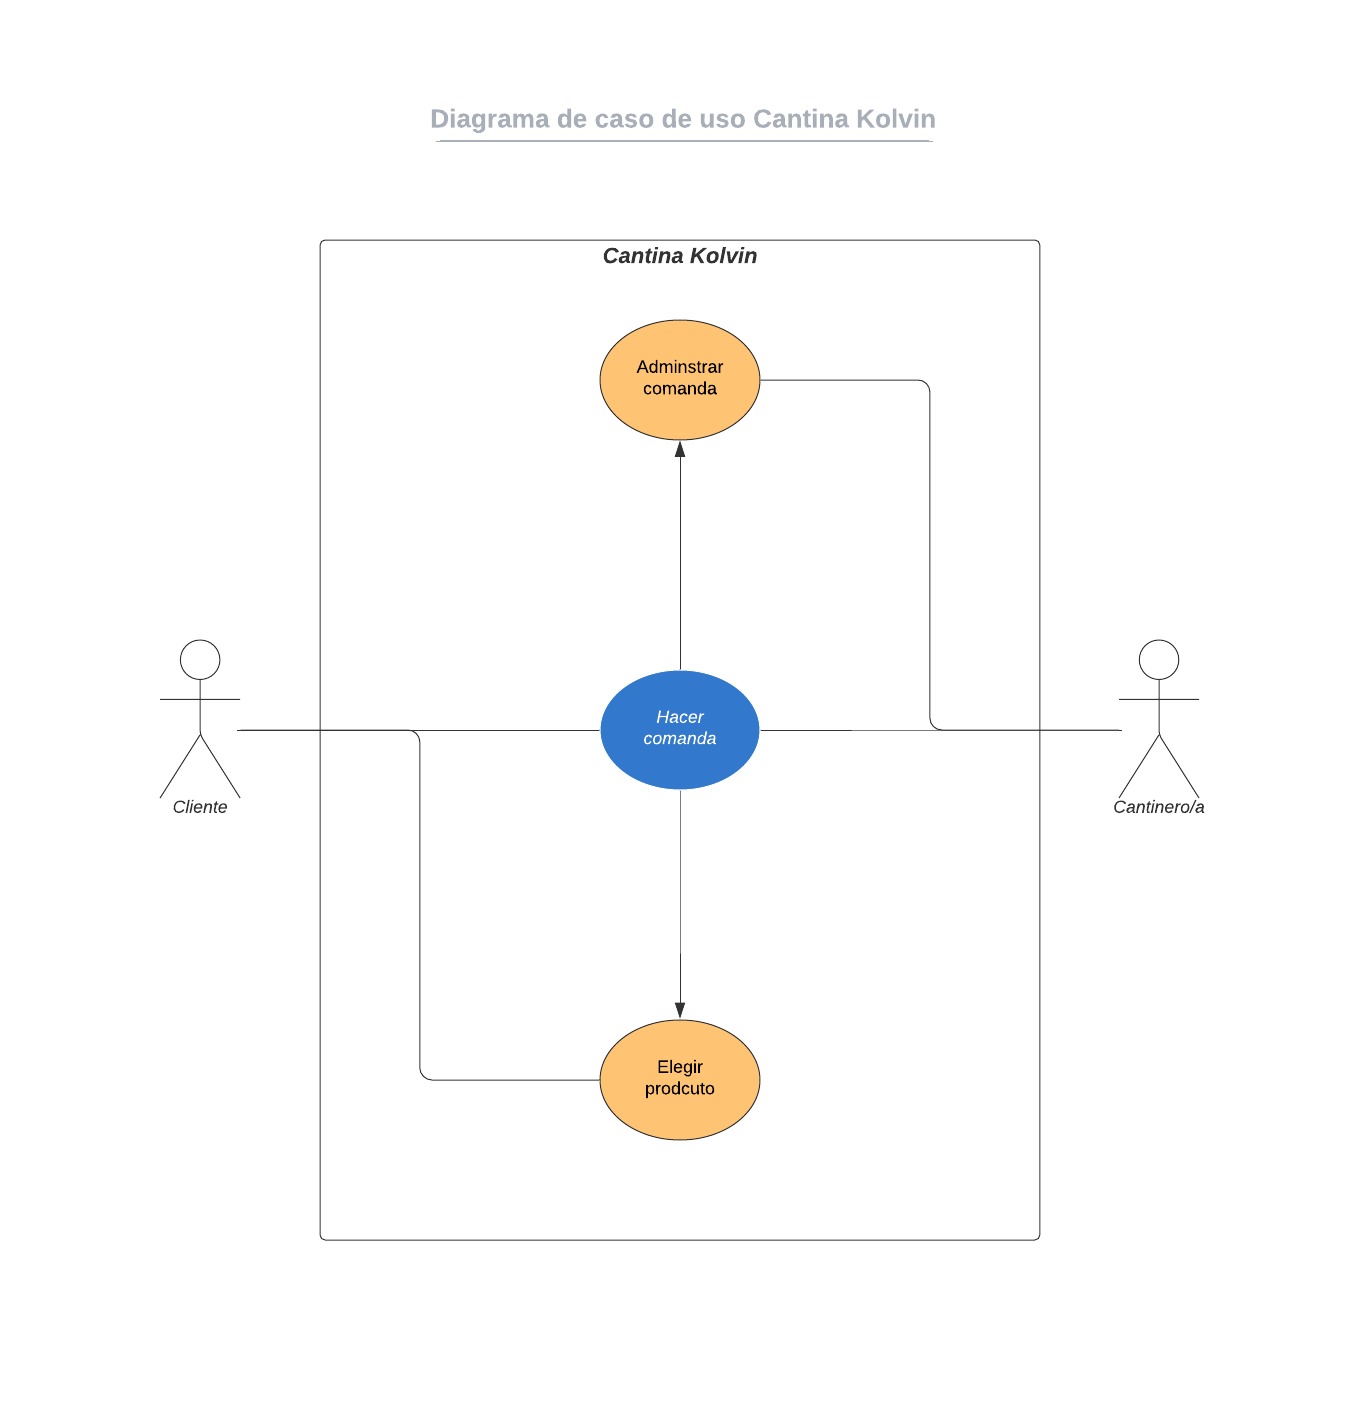 Diagrama de caso de uso Cantina Kolvin
Cantina Kolvin
Adminstrar
comanda
Hacer
comanda
Cliente
Cantinero/a
Elegir
prodcuto